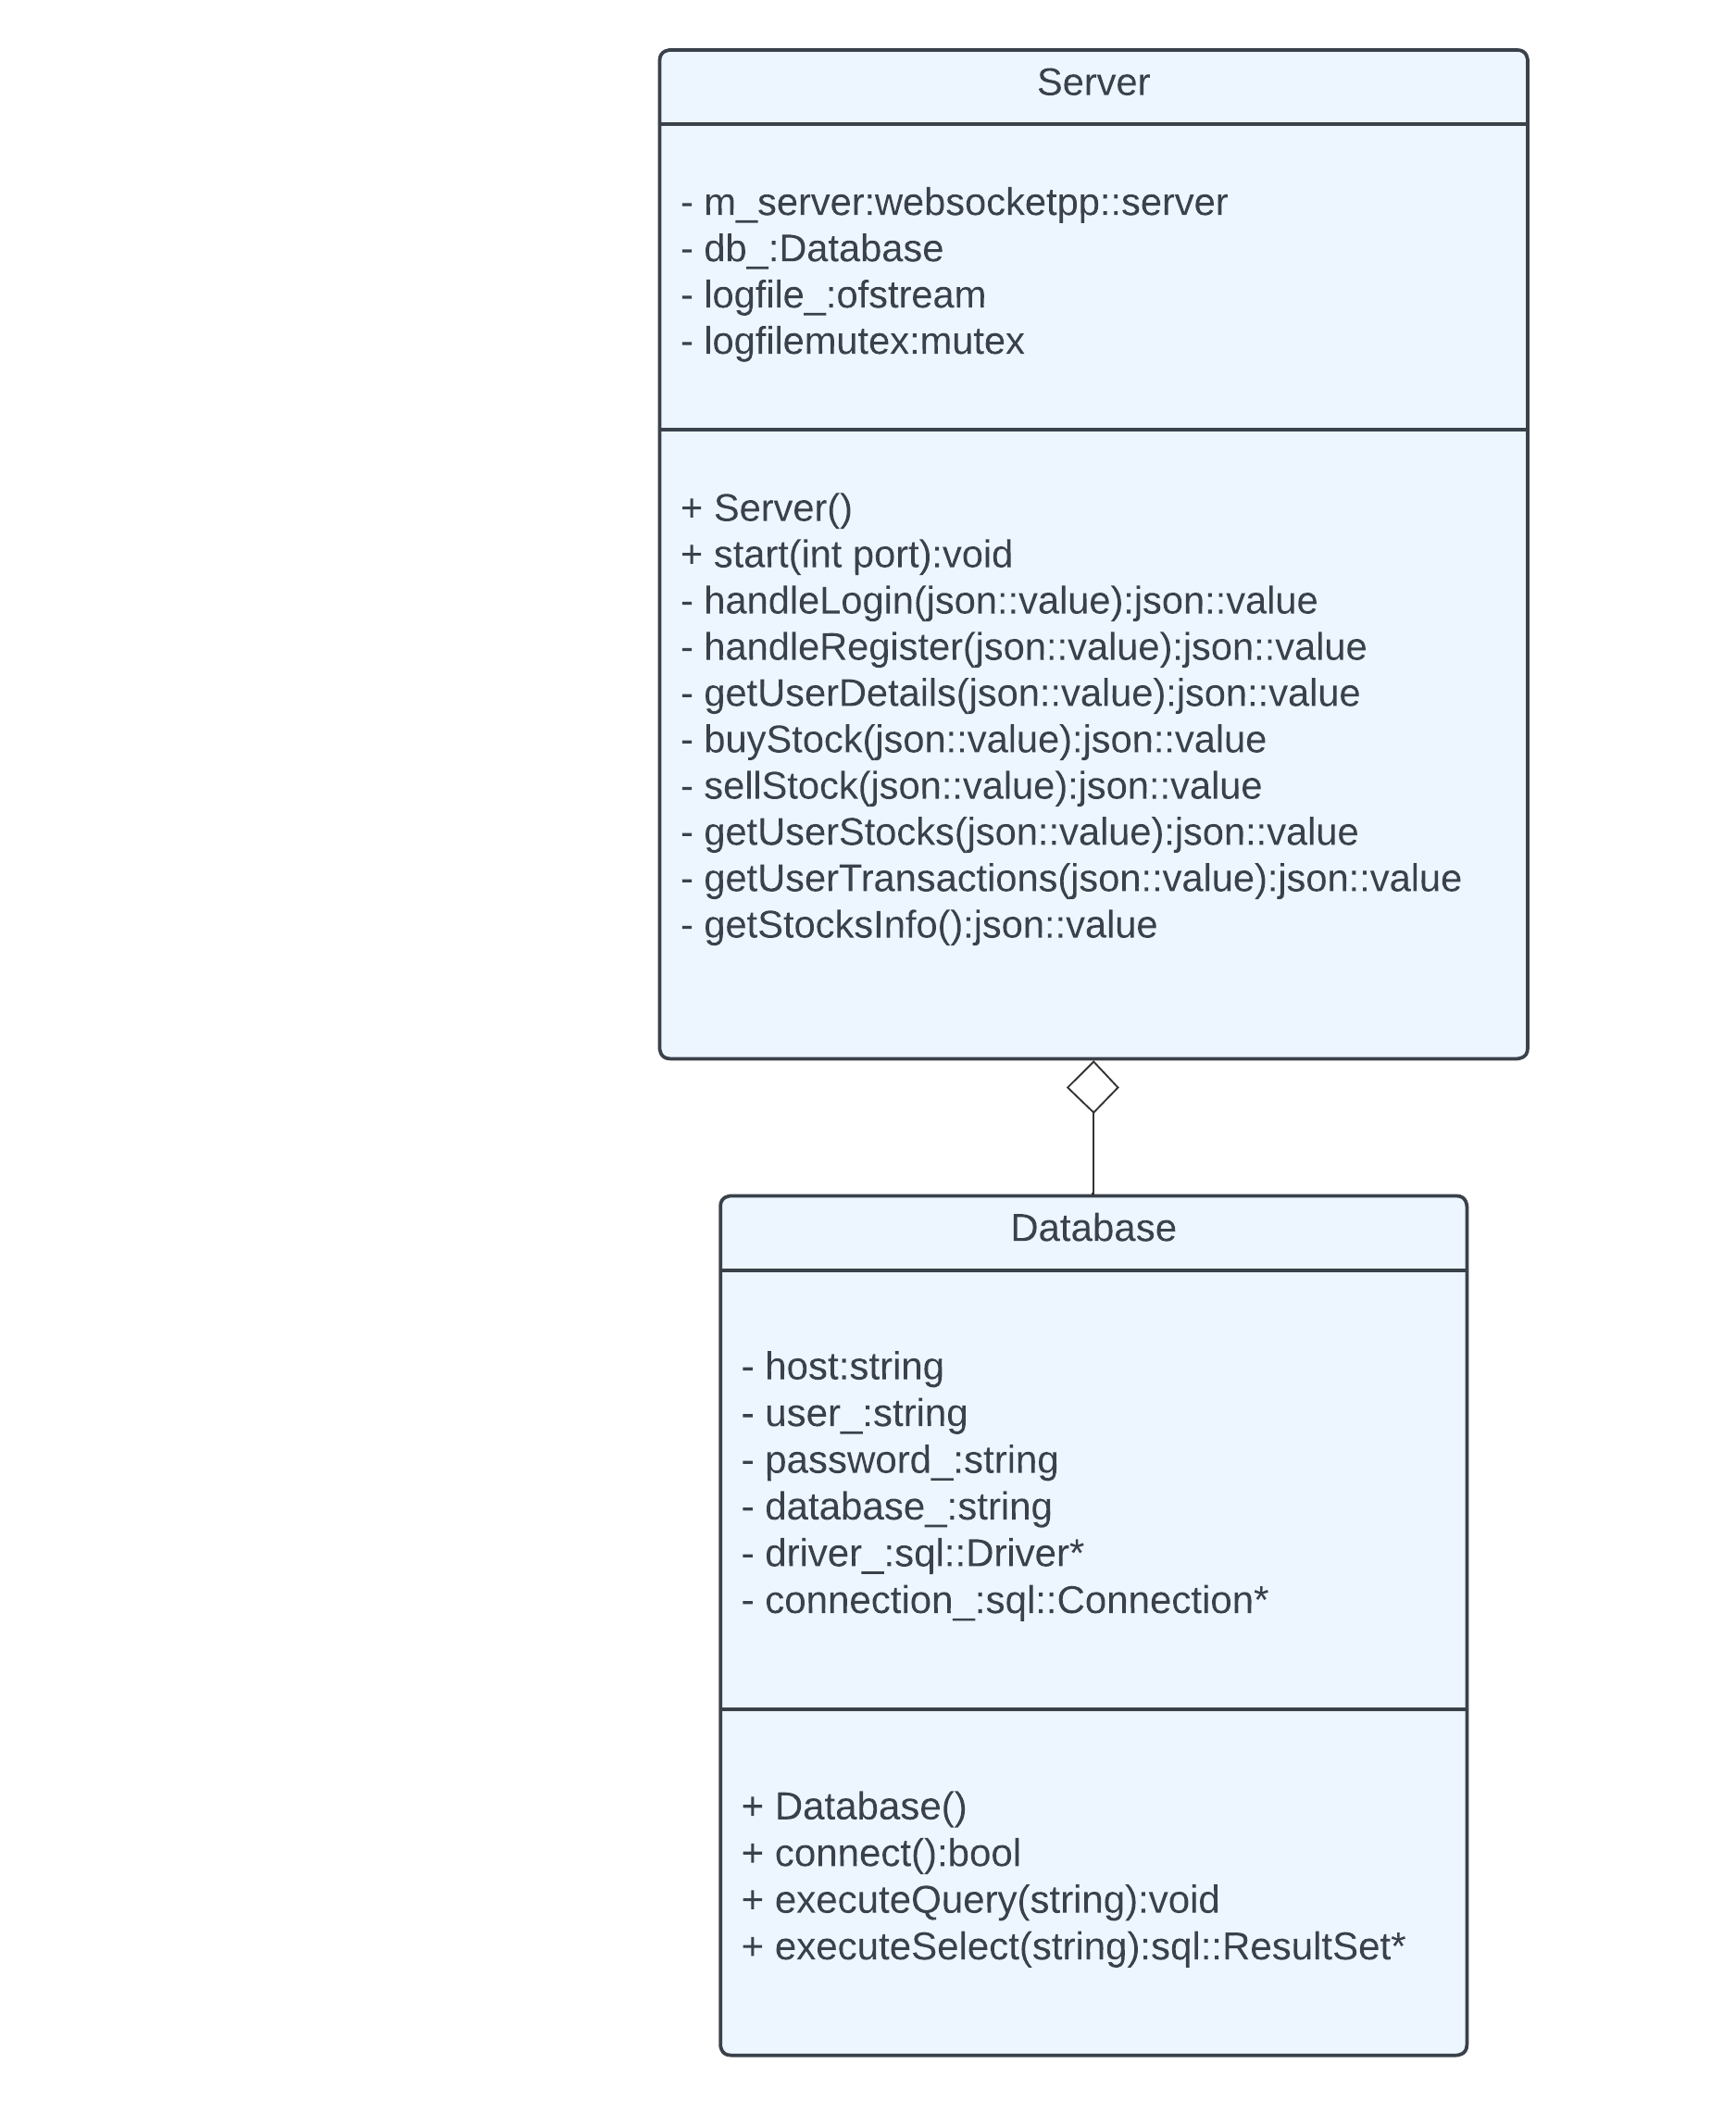 Server
- m_server:websocketpp::server
- db_:Database
- logfile_:ofstream
- logfilemutex:mutex
+ Server()
+ start(int port):void
- handleLogin(json::value):json::value
- handleRegister(json::value):json::value
- getUserDetails(json::value):json::value
- buyStock(json::value):json::value
- sellStock(json::value):json::value
- getUserStocks(json::value):json::value
- getUserTransactions(json::value):json::value
- getStocksInfo():json::value
Database
- host:string
- user_:string
- password_:string
- database_:string
- driver_:sql::Driver*
- connection_:sql::Connection*
+ Database()
+ connect():bool
+ executeQuery(string):void
+ executeSelect(string):sql::ResultSet*